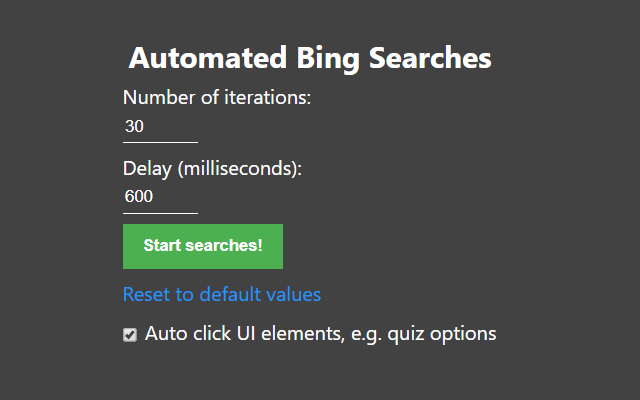 Automated Bing Searches
Number of iterations:
30
Delay (milliseconds):
600
Start searches!
Reset to default values
Auto click UI elements, e.g. quiz options